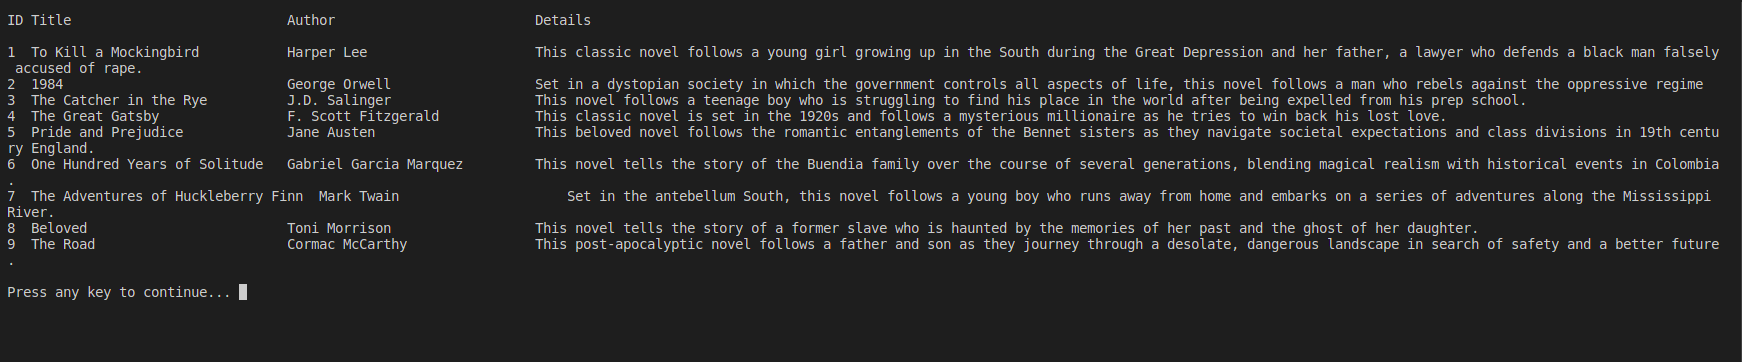 ID Title Author Details
1 To Kill a Mockingbird Harper Lee This classic novel follows a young girl growing up in the South during the Great Depression and her father, a lawyer who defends a black man falsely
accused of rape.
2 1984 George Orwell Set in a dystopian society in which the government controls all aspects of life, this novel follows a man who rebels against the oppressive regime
3 The Catcher in the Rye J.D. Salinger This novel follows a teenage boy who is struggling to find his place in the world after being expelled from his prep school.
4 The Great Gatsby F. Scott Fitzgerald This classic novel is set in the 1920s and follows a mysterious millionaire as he tries to win back his lost love.
5 Pride and Prejudice Jane Austen This beloved novel follows the romantic entanglements of the Bennet sisters as they navigate societal expectations and class divisions in 19th centu
ry England.
6 One Hundred Years of Solitude Gabriel Garcia Marquez This novel tells the story of the Buendia family over the course of several generations, blending magical realism with historical events in Colombia
.
7 The Adventures of Huckleberry Finn Mark Twain Set in the antebellum South, this novel follows a young boy who runs away from home and embarks on a series of adventures along the Mississippi
River.
8 Beloved Toni Morrison This novel tells the story of a former slave who is haunted by the memories of her past and the ghost of her daughter.
9 The Road Cormac McCarthy This post-apocalyptic novel follows a father and son as they journey through a desolate, dangerous landscape in search of safety and a better future
.
Press any key to continue...